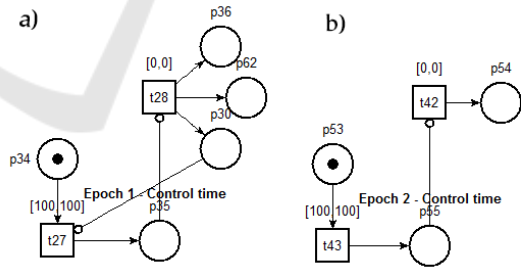 a)
p36
[0,0]
p62
t28
p30
p34
Epoch 1 - Control time
[100,100]
p35
t27
b)
[0,0]
p54
t42
p53
Epoch 2 - Control time
[100,100]
p55
t43